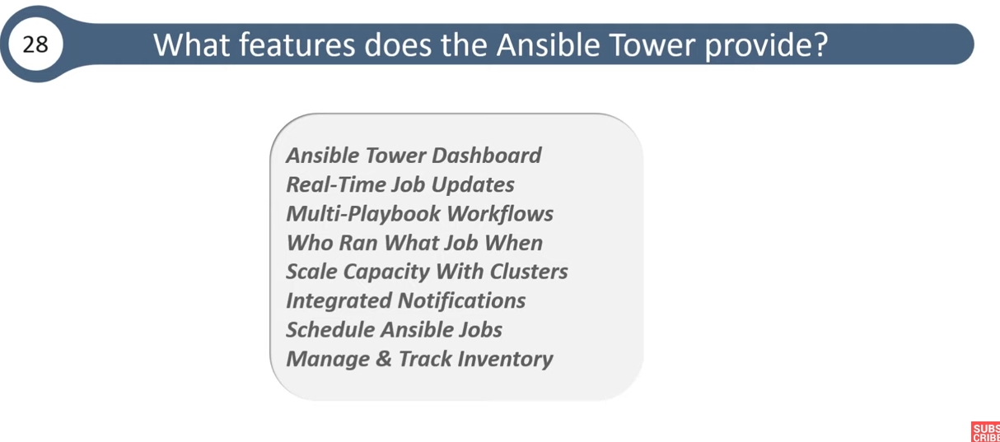 28
What features does the Ansible Tower provide?
Ansible Tower Dashboard
Real-Time Job Updates
Multi-Playbook Workflows
Who Ran What Job When
Scale Capacity With Clusters
Integrated Notifications
Schedule Ansible Jobs
Manage & Track Inventory
SUBS
CRIBE